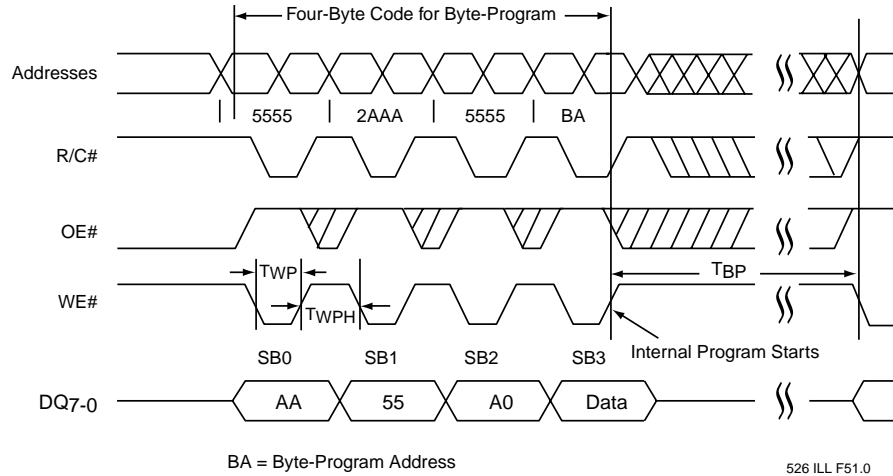 Four-Byte Code for Byte-Program
Addresses
5555 2AAA 5555 BA
R/C#
OE#
TWP
TBP
WE#
TWPH
Internal Program Starts
SB0 SB1 SB2 SB3
DQ7-0 AA 55 A0 Data
BA = Byte-Program Address
526 ILL F51.0